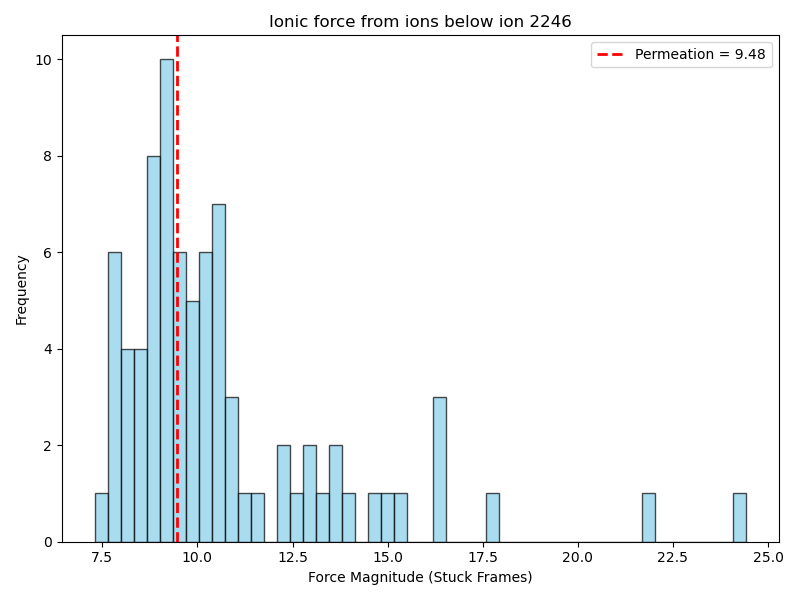 Ionic force from ions below ion 2246
Permeation = 9.48
Frequency
10
8
6
4
2
0
7.5 10.0 12.5 15.0 17.5 20.0 22.5 25.0
Force Magnitude (Stuck Frames)